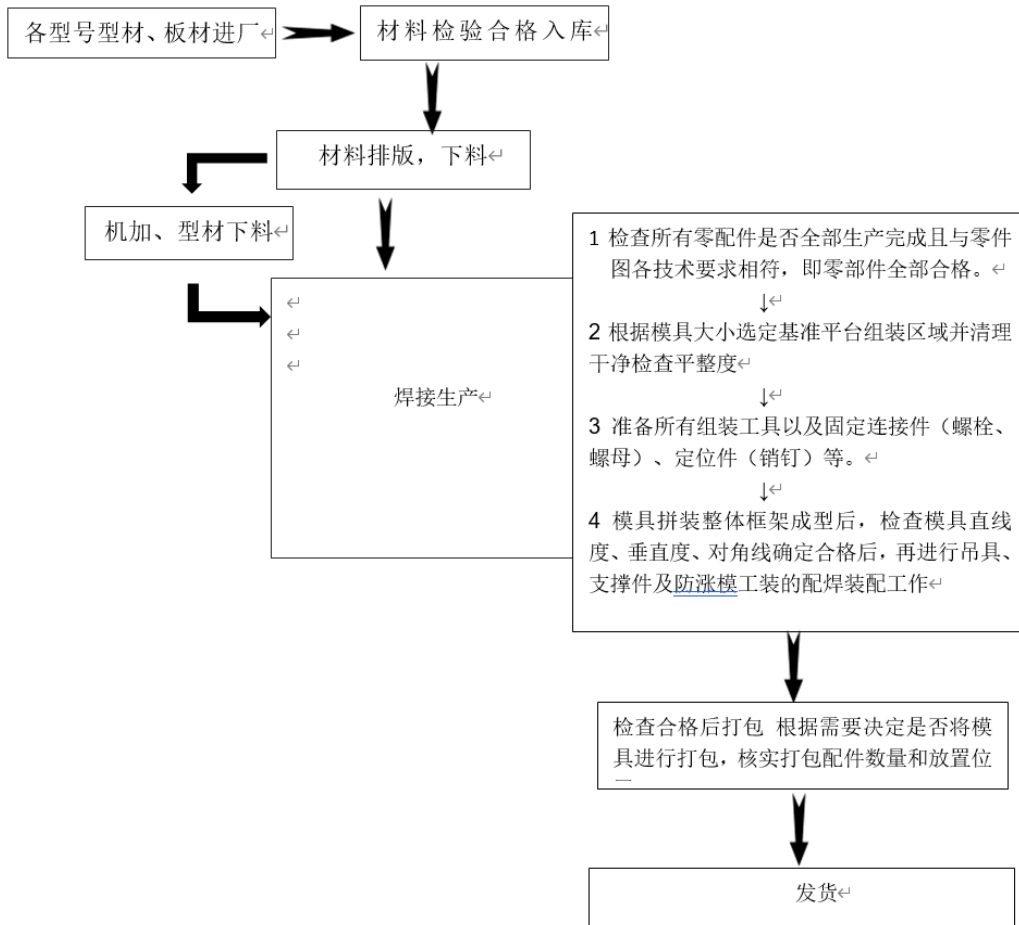 各型号型材、板材进厂
材料检验合格入库
材料排版，下料
机加、型材下料
焊接生产
1 检查所有零配件是否全部生产完成且与零件
图各技术要求相符，即零部件全部合格。
↓
2 根据模具大小选定基准平台组装区域并清理
干净检查平整度
↓
3 准备所有组装工具以及固定连接件（螺栓、
螺母）、定位件（销钉）等。
↓
4 模具拼装整体框架成型后，检查模具直线
度、垂直度、对角线确定合格后，再进行吊具、
支撑件及防涨模工装的配焊装配工作
检查合格后打包 根据需要决定是否将模
具进行打包，核实打包配件数量和放置位
发货